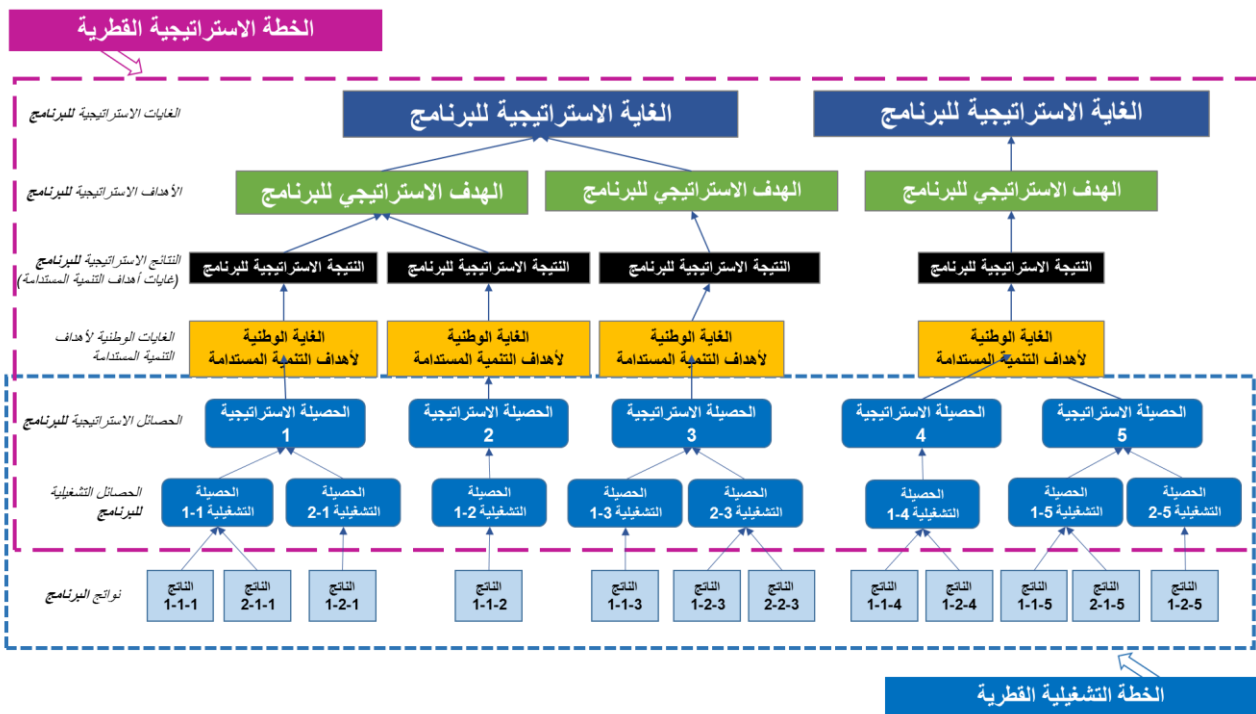 الخطة الاستراتيجية القطرية
الغايات الاستراتيجية للبرنامج
الغاية الاستراتيجية للبرنامج
الغاية الاستراتيجية للبرنامج
الأهداف الاستراتيجية للبرنامج
الهدف الاستراتيجي للبرنامج
الهدف الاستراتيجي للبرنامج
الهدف الاستراتيجي للبرنامج
النتائج الاستراتيجية للبرنامج
(غايات أهداف التنمية المستدامة)
النتيجة الاستراتيجية للبرنامج
النتيجة الاستراتيجية للبرنامج
النتيجة الاستراتيجية للبرنامج
النتيجة الاستراتيجية للبرنامج
الغايات الوطنية لأهداف
التنمية المستدامة
الغاية الوطنية
لأهداف التنمية المستدامة
الغاية الوطنية
لأهداف التنمية المستدامة
الغاية الوطنية
لأهداف التنمية المستدامة
الغاية الوطنية
لأهداف التنمية المستدامة
الحصائل الاستراتيجية للبرنامج
الحصيلة الاستراتيجية
1
الحصيلة الاستراتيجية
2
الحصيلة الاستراتيجية
3
الحصيلة الاستراتيجية
4
الحصيلة الاستراتيجية
5
الحصائل التشغيلية
للبرنامج
الحصيلة
التشغيلية 1-1
الحصيلة
التشغيلية 1-2
الحصيلة
التشغيلية 2-1
الحصيلة
التشغيلية 3-1
الحصيلة
التشغيلية 3-2
الحصيلة
التشغيلية 4-1
الحصيلة
التشغيلية 5-1
الحصيلة
التشغيلية 5-2
نواتج البرنامج
الناتج
1-1-1
الناتج
2-1-1
الناتج
1-2-1
الناتج
1-1-2
الناتج
1-1-3
الناتج
1-2-3
الناتج
2-2-3
الناتج
1-1-4
الناتج
1-2-4
الناتج
1-1-5
الناتج
2-1-5
الناتج
1-2-5
الخطة التشغيلية القطرية